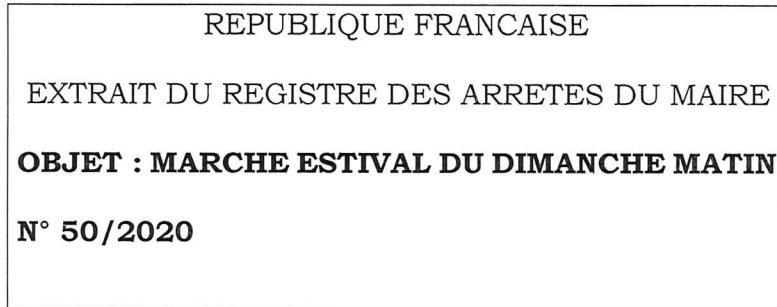 REPUBLIQUE FRANCAISE
EXTRAIT DU REGISTRE DES ARRETES DU MAIRE
OBJET : MARCHE ESTIVAL DU DIMANCHE MATIN
N° 50/2020